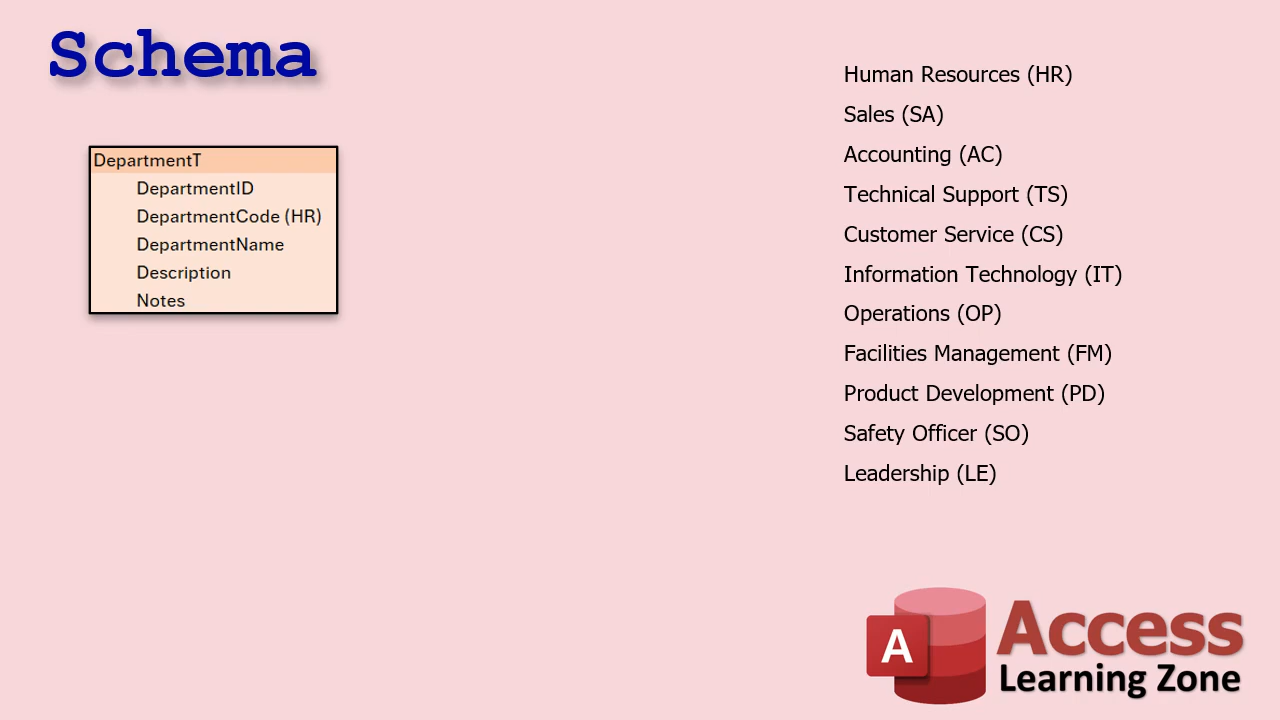 Schema
DepartmentT
DepartmentID
DepartmentCode (HR)
DepartmentName
Description
Notes
Human Resources (HR)
Sales (SA)
Accounting (AC)
Technical Support (TS)
Customer Service (CS)
Information Technology (IT)
Operations (OP)
Facilities Management (FM)
Product Development (PD)
Safety Officer (SO)
Leadership (LE)
A
Access
Learning Zone